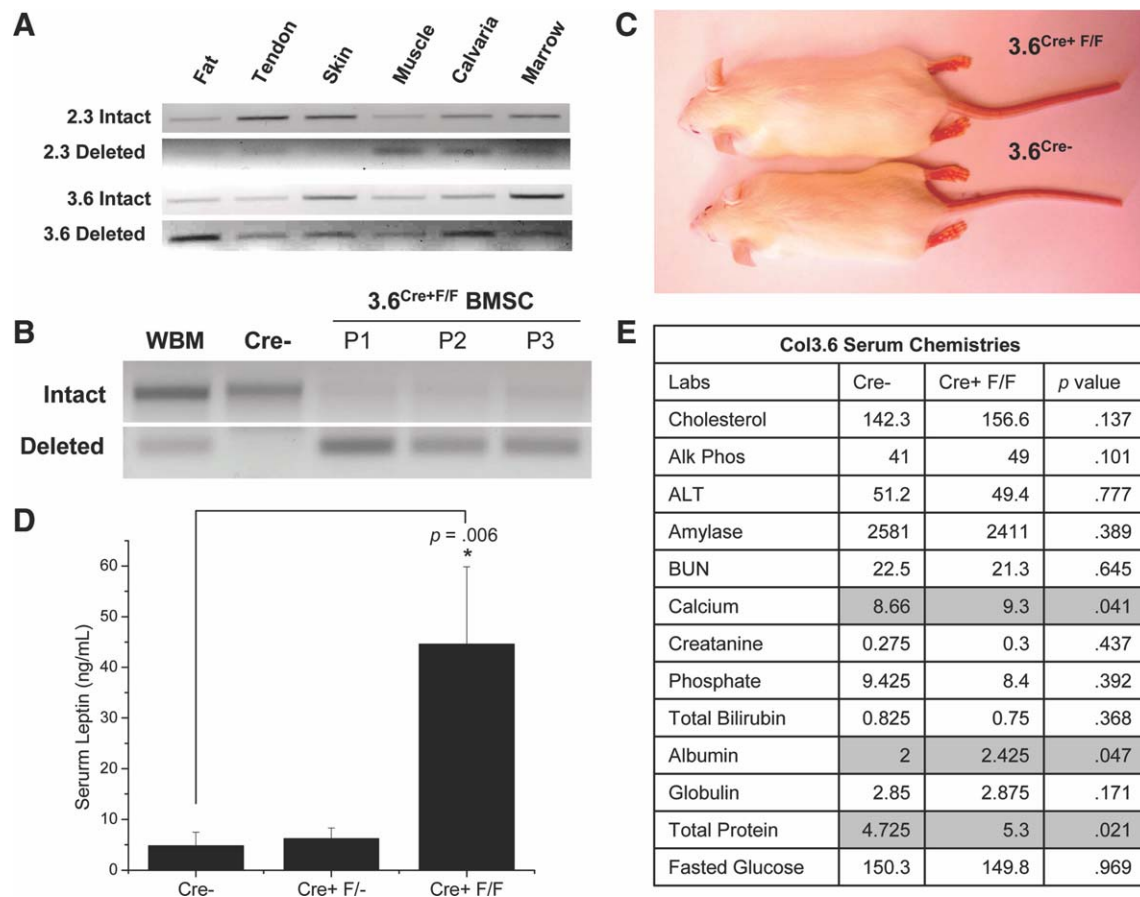 A
Fat Tendon Skin Muscle Calvaria Marrow
2.3 Intact
2.3 Deleted
3.6 Intact
3.6 Deleted
B
3.6Cre+F/F BMSC
WBM Cre- P1 P2 P3
Intact
Deleted
C
3.6Cre+ F/F
3.6Cre-
D
p = .006
*
Serurm Leptin (ng/mL)
60
50
40
30
20
10
0
Cre- Cre+ F/- Cre+ F/F
E
Col3.6 Serum Chemistries
Labs Cre- Cre+ F/F p value
Cholesterol 142.3 156.6 .137
Alk Phos 41 49 .101
ALT 51.2 49.4 .777
Amylase 2581 2411 .389
BUN 22.5 21.3 .645
Calcium 8.66 9.3 .041
Creatanine 0.275 0.3 .437
Phosphate 9.425 8.4 .392
Total Bilirubin 0.825 0.75 .368
Albumin 2 2.425 .047
Globulin 2.85 2.875 .171
Total Protein 4.725 5.3 .021
Fasted Glucose 150.3 149.8 .969